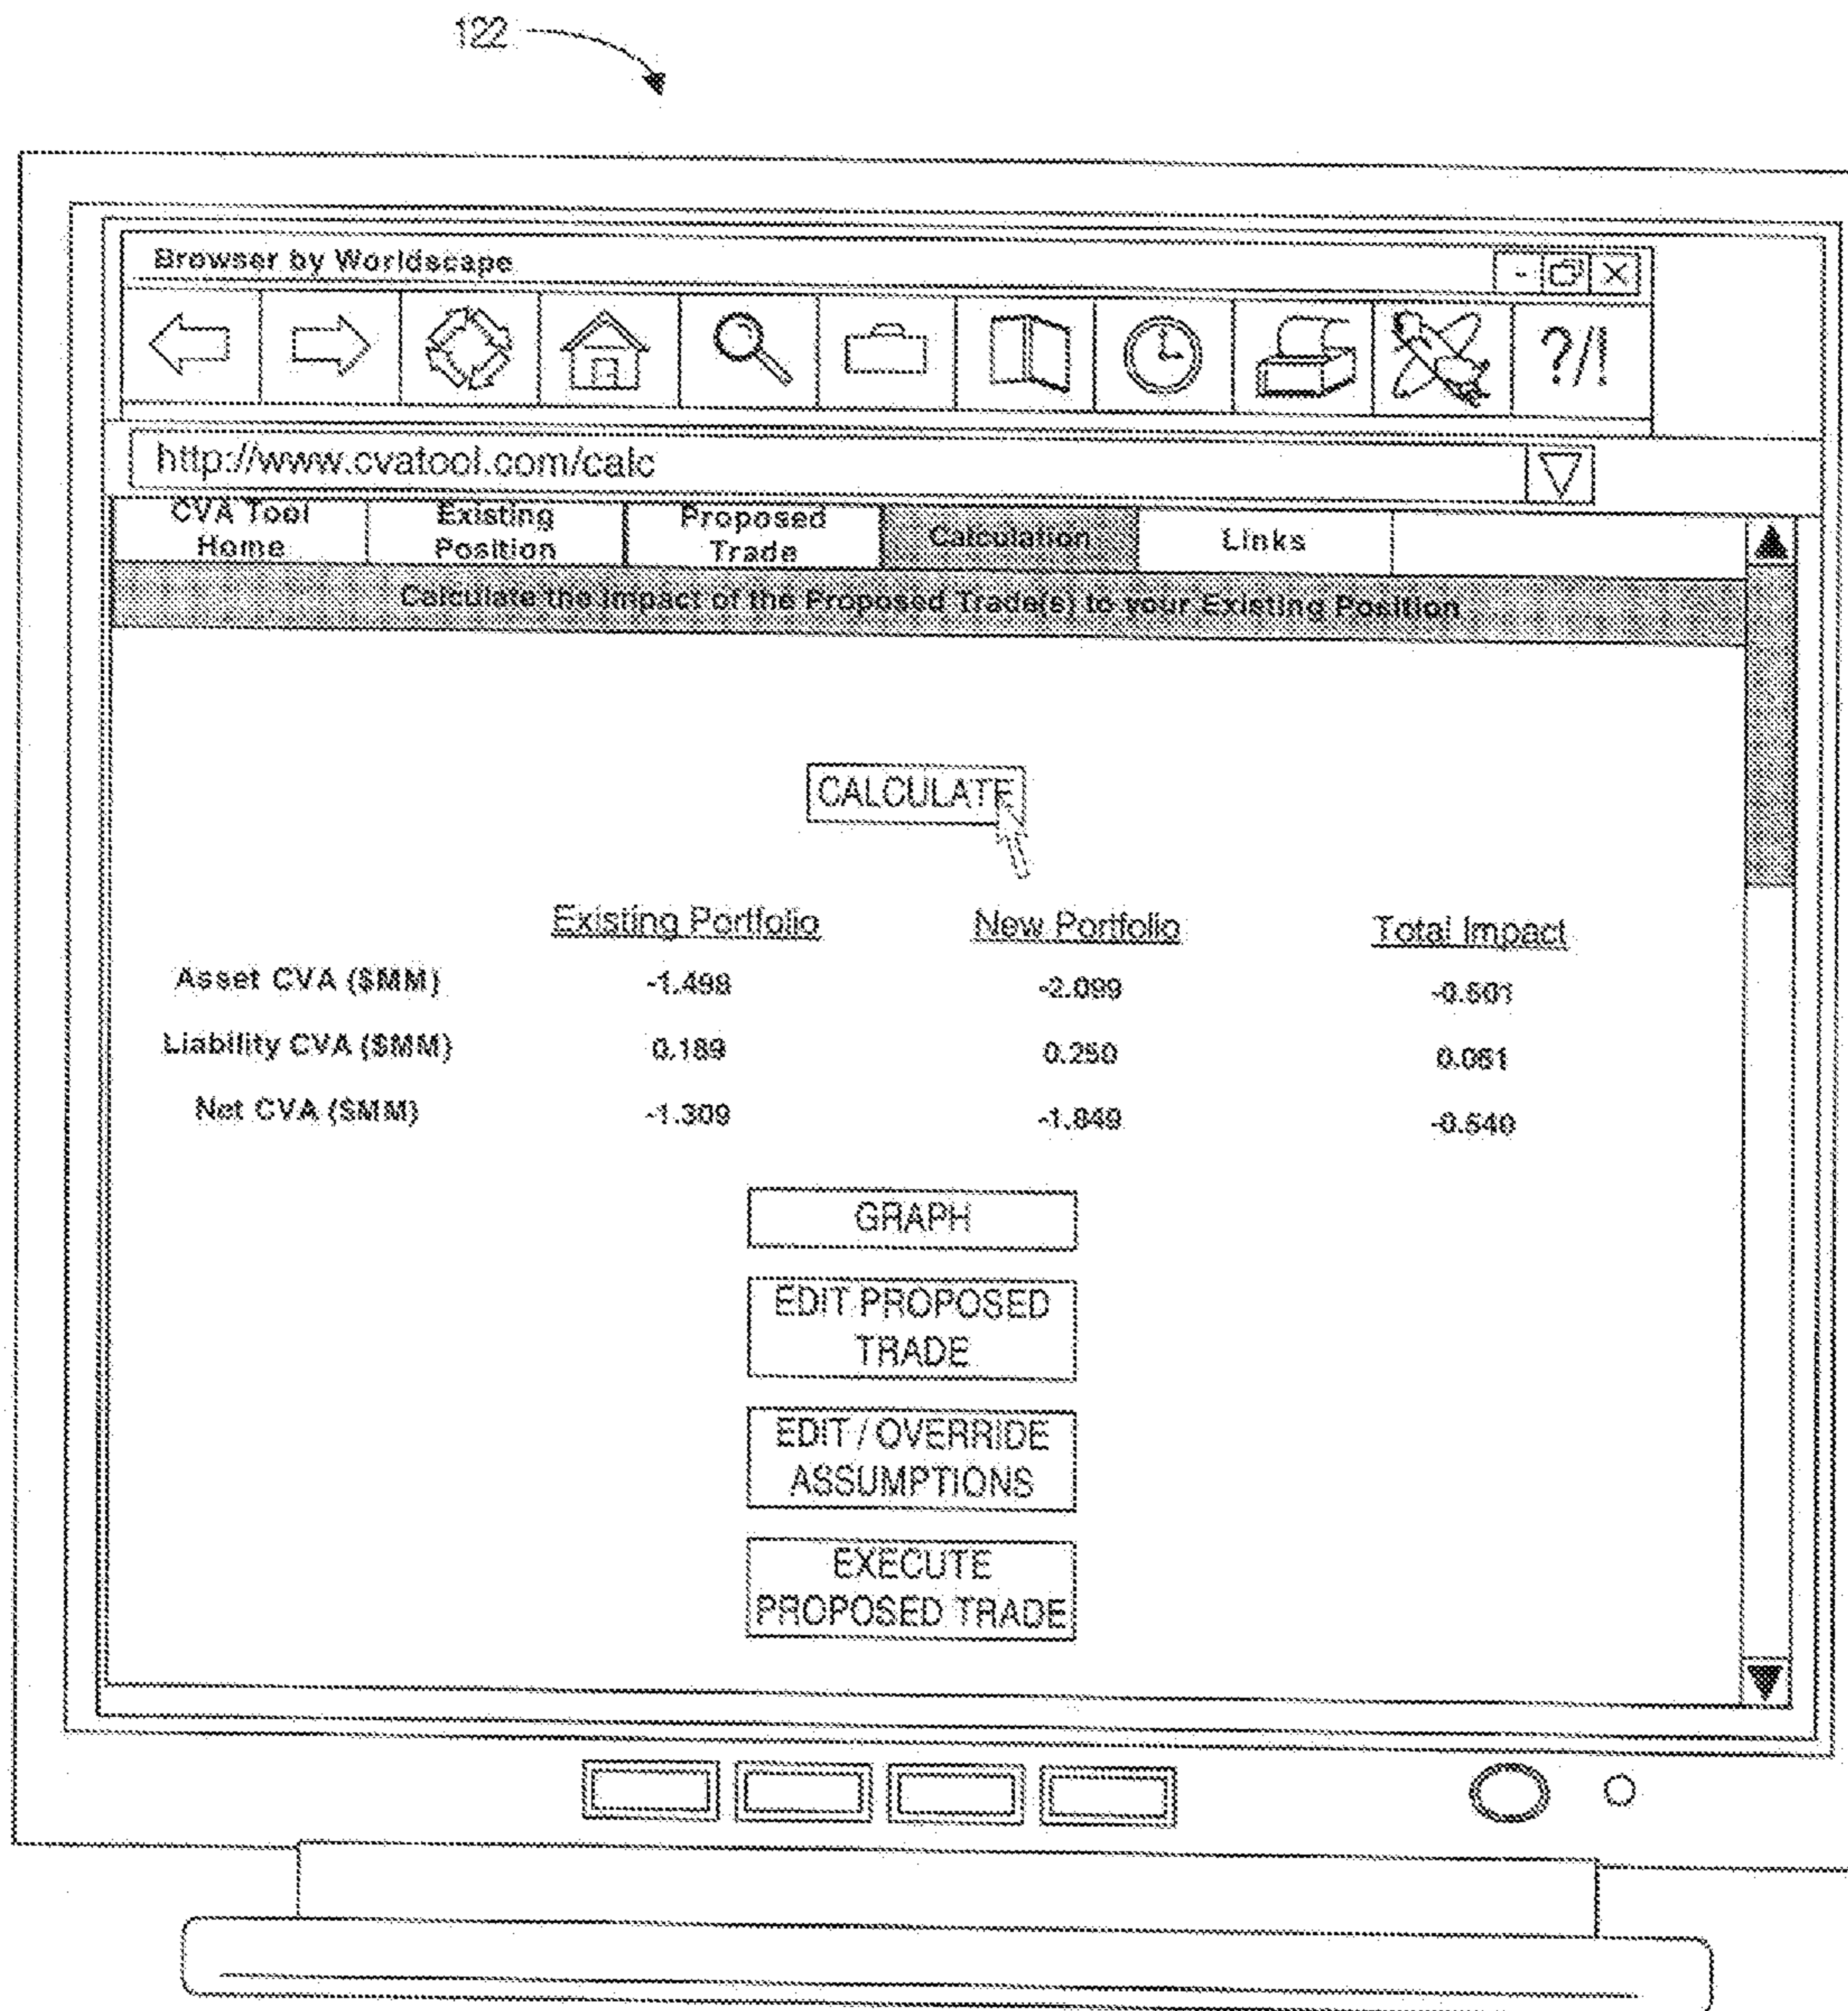 122
Browser by Worldscape
?/!
http://www.cvatool.com/calc
CVA Tool Home
Existing Position
Proposed Trade
Calculation
Links
Calculate the Impact of the Proposed Trade(s) to your Existing Position
CALCULATE
Existing Portfolio New Portfolio Total Impact
Asset CVA ($MM) -1.498 -2.099 -0.601
Liability CVA ($MM) 0.189 0.250 0.061
Net CVA ($MM) -1.309 -1.849 -0.540
GRAPH
EDIT PROPOSED
TRADE
EDIT / OVERRIDE
ASSUMPTIONS
EXECUTE
PROPOSED TRADE